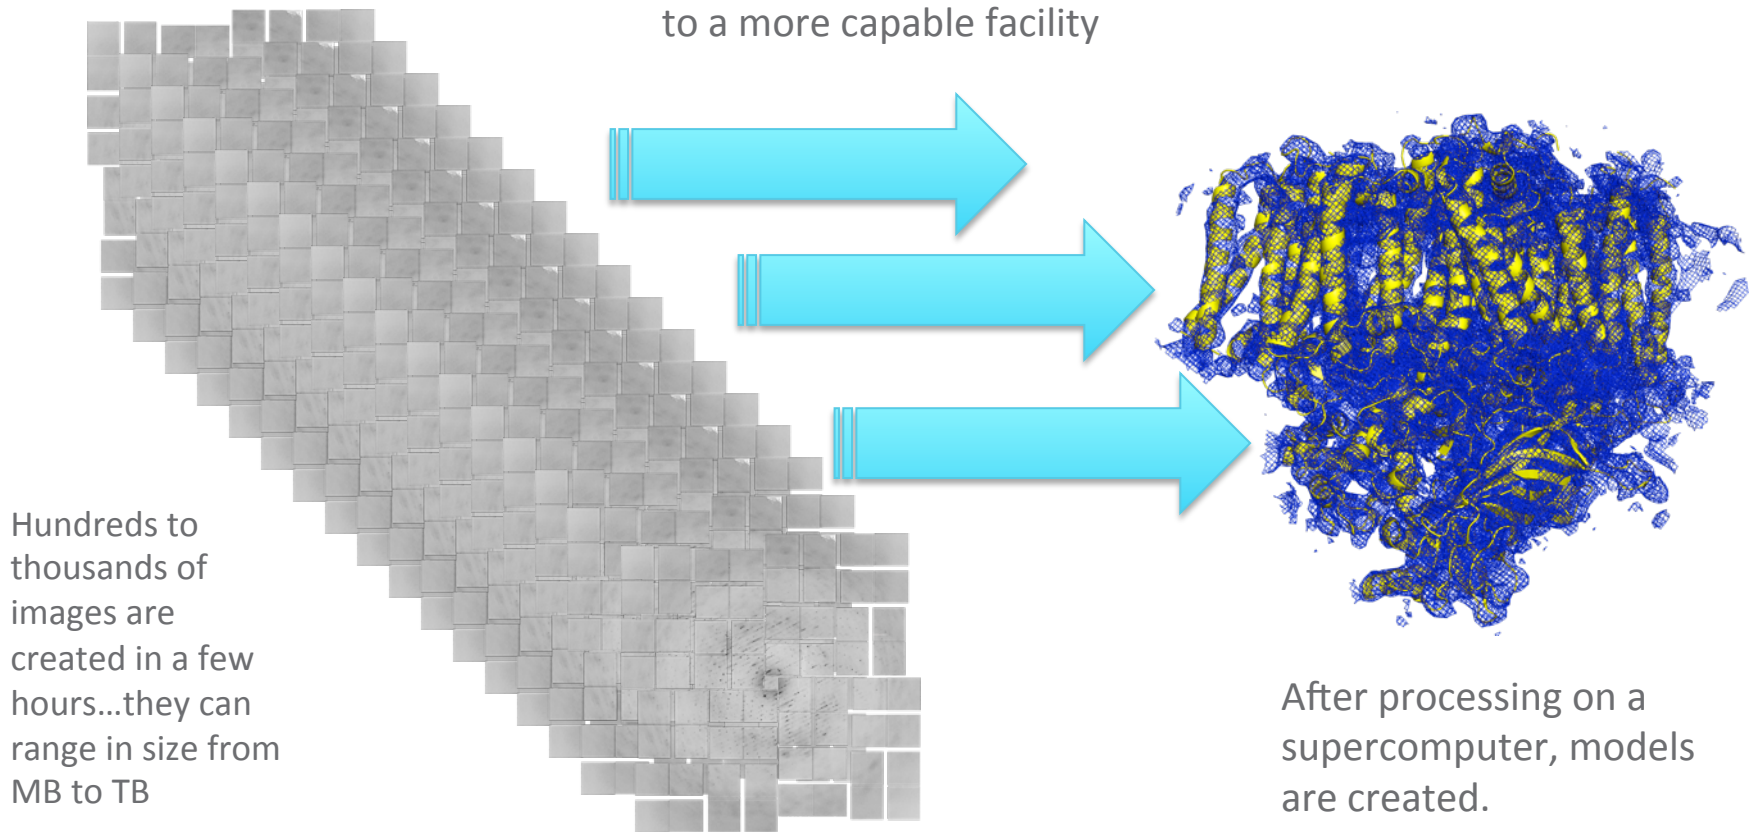 to a more capable facility
Hundreds to
thousands of
images are
created in a few
hours…they can
range in size from
MB to TB
After processing on a
supercomputer, models
are created.